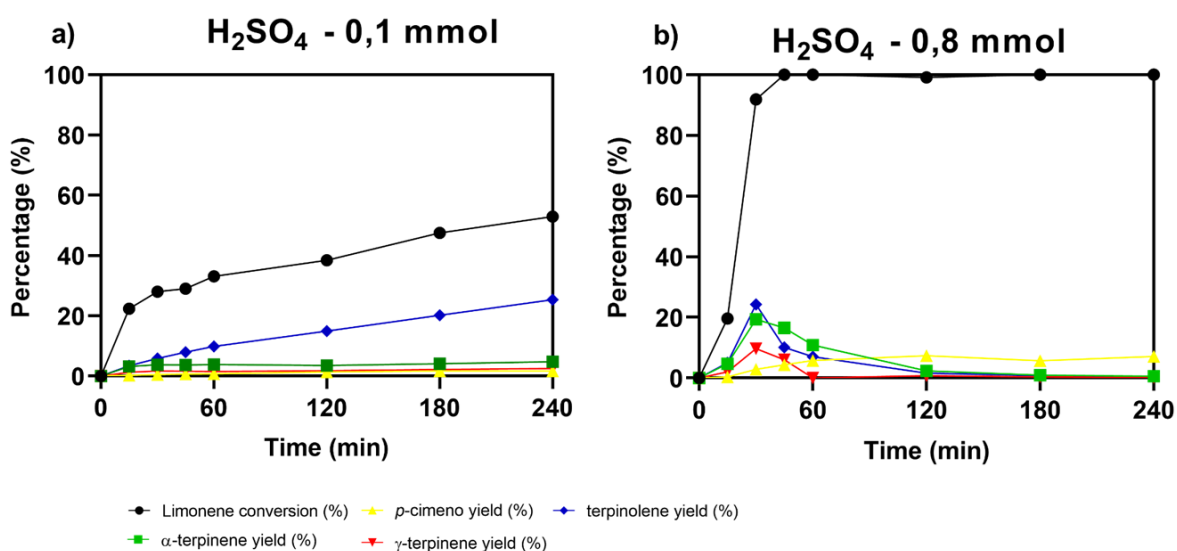 a) H₂SO₄ - 0,1 mmol
100
80
60
40
20
0
Percentage (%)
0 60 120 180 240
Time (min)
b) H₂SO₄ - 0,8 mmol
100
80
60
40
20
0
Percentage (%)
0 60 120 180 240
Time (min)
Limonene conversion (%) p-cimeno yield (%) terpinolene yield (%)
α-terpinene yield (%) γ-terpinene yield (%)